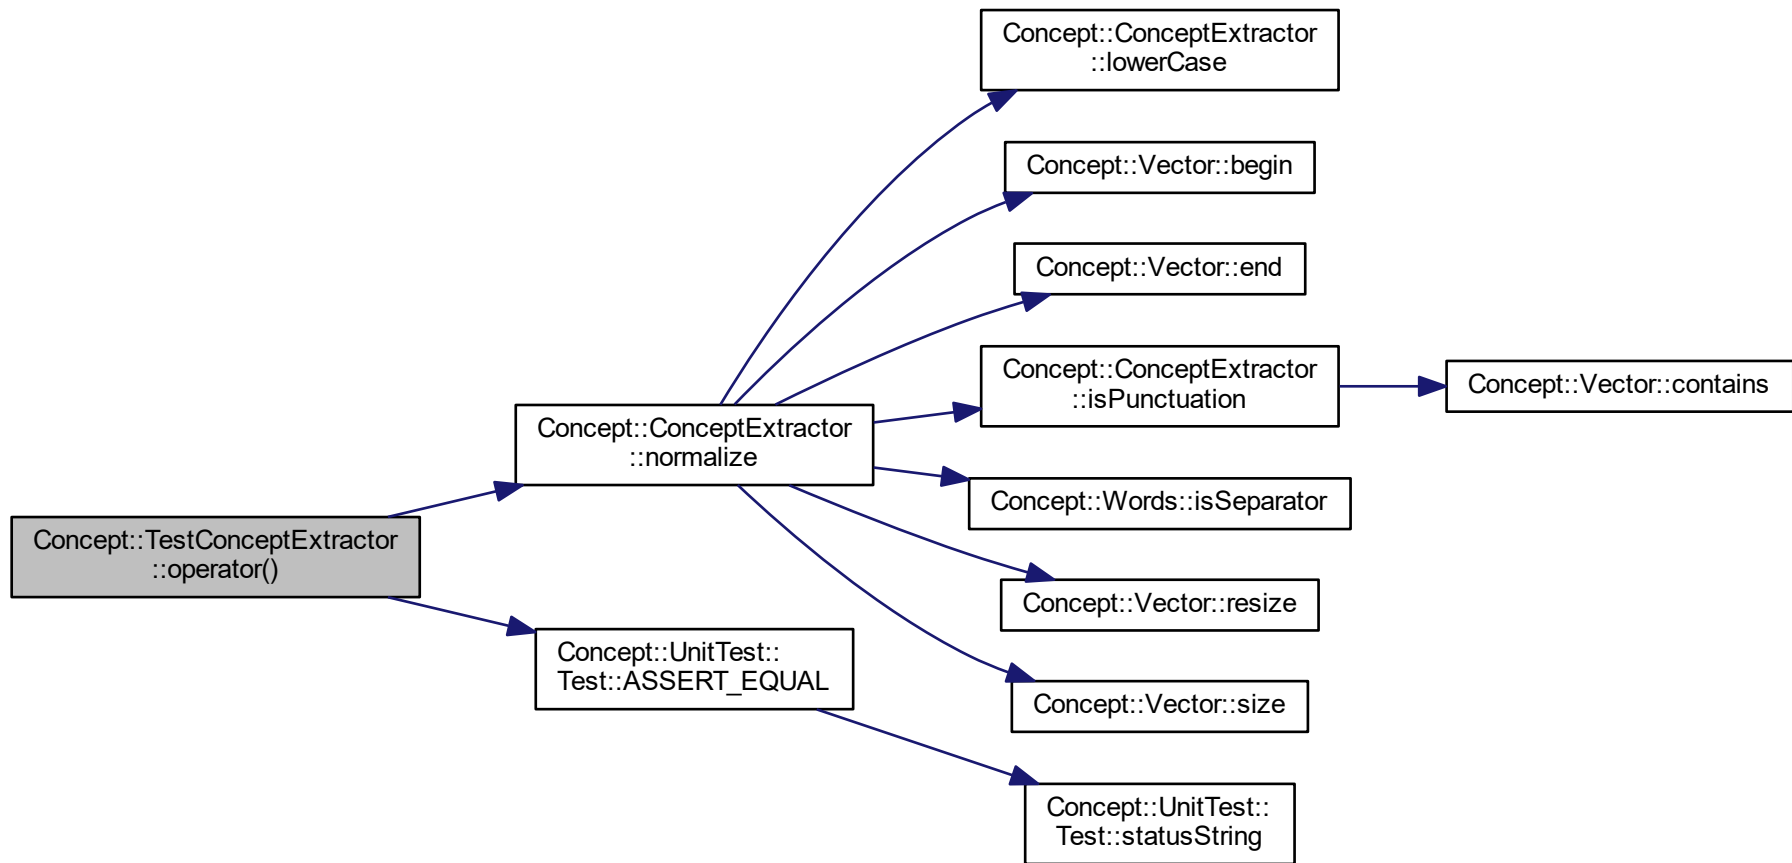 Concept::ConceptExtractor
::lowerCase
Concept::Vector::begin
Concept::Vector::end
Concept::ConceptExtractor
::isPunctuation
Concept::Vector::contains
Concept::ConceptExtractor
::normalize
Concept::Words::isSeparator
Concept::TestConceptExtractor
::operator()
Concept::Vector::resize
Concept::UnitTest::
Test::ASSERT_EQUAL
Concept::Vector::size
Concept::UnitTest::
Test::statusString